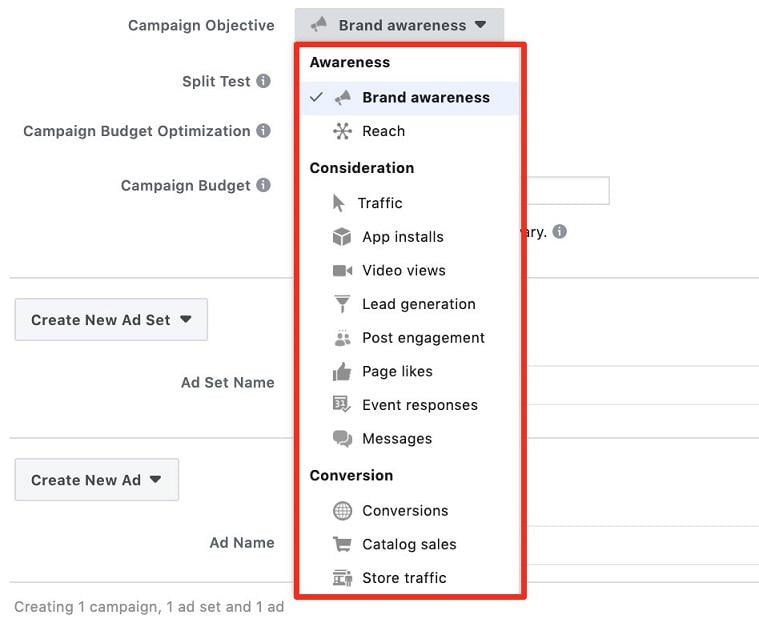 Campaign Objective Brand awareness
Awareness
Split Test
Brand awareness
Campaign Budget Optimization
Reach
Consideration
Campaign Budget
Traffic
App installs
Video views
Lead generation
Create New Ad Set
Post engagement
Page likes
Ad Set Name
Event responses
Messages
Conversion
Create New Ad
Conversions
Ad Name
Catalog sales
Store traffic
Creating 1 campaign, 1 ad set and 1 ad